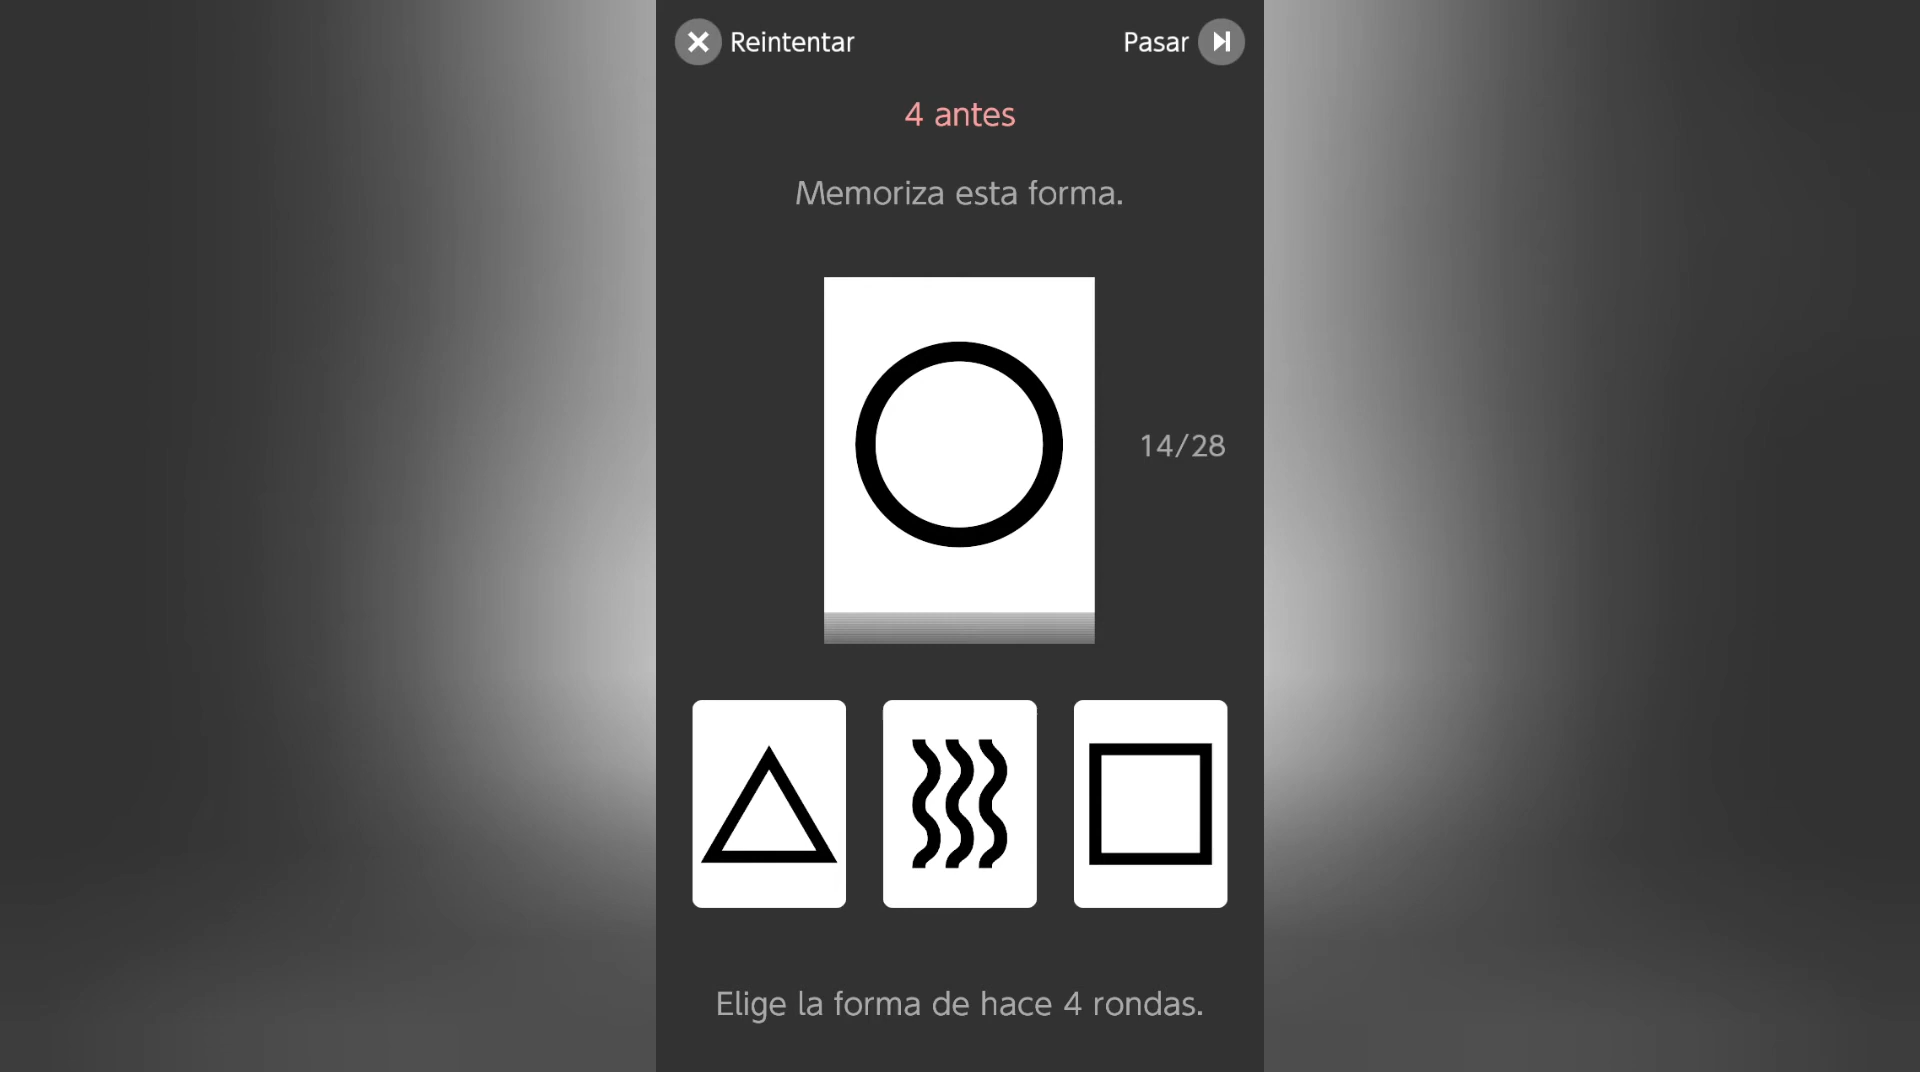 Reintentar
Pasar
4 antes
Memoriza esta forma.
14/28
Elige la forma de hace 4 rondas.